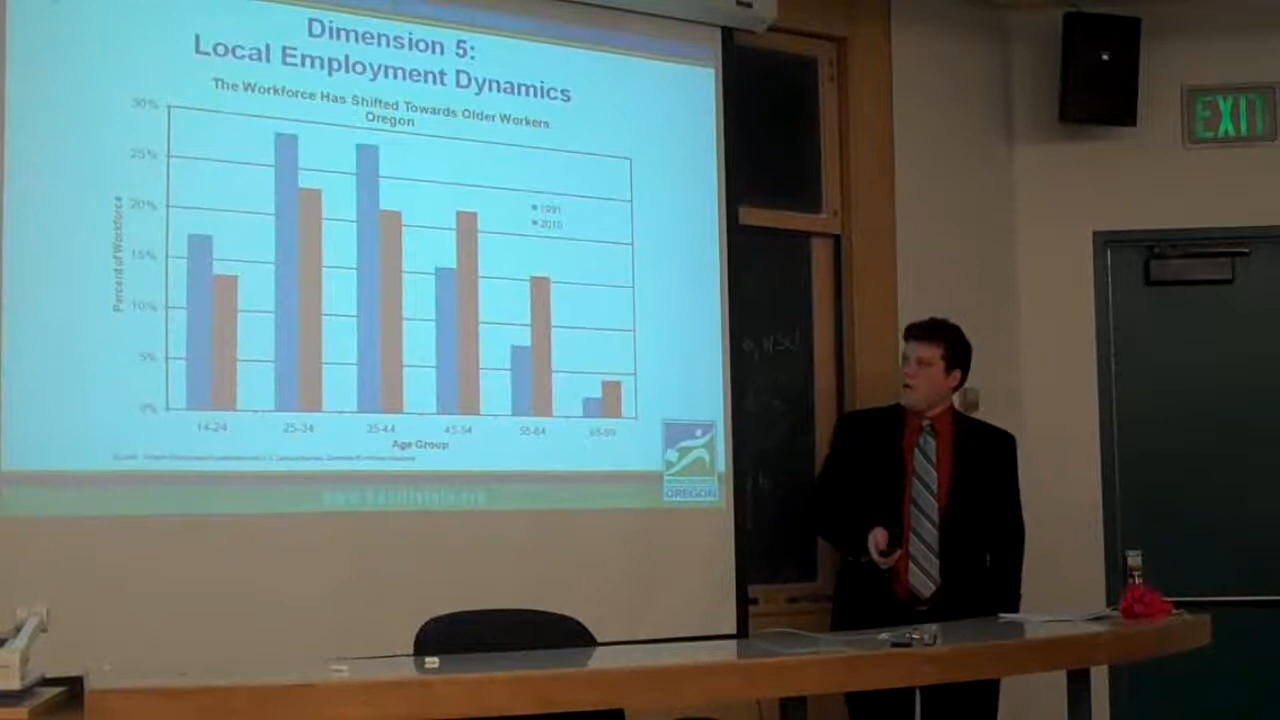 Dimension 5:
Local Employment Dynamics
The Workforce Has Shifted Towards Older Workers
Oregon
30%
25%
20%
15%
10%
5%
0%
Percent of Workforce
1991
2010
14-24
25-34
35-44
45-54
55-64
65-99
Age Group
OREGON
EXIT